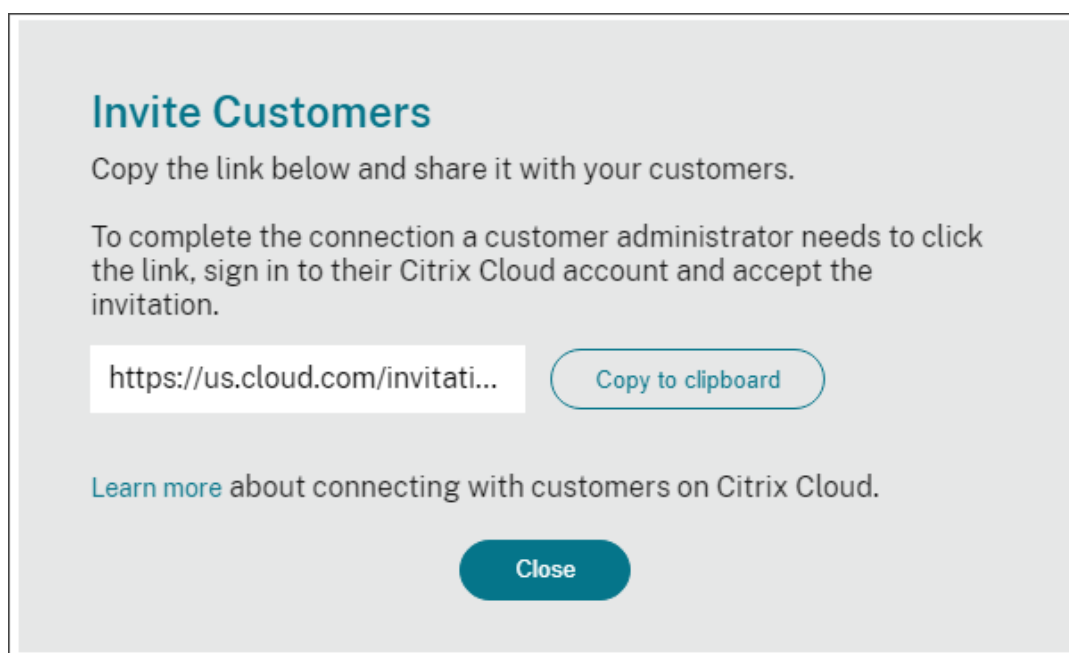 Invite Customers
Copy the link below and share it with your customers.
To complete the connection a customer administrator needs to click
the link, sign in to their Citrix Cloud account and accept the
invitation.
https://us.cloud.com/invitati... Copy to clipboard
Learn more about connecting with customers on Citrix Cloud.
Close